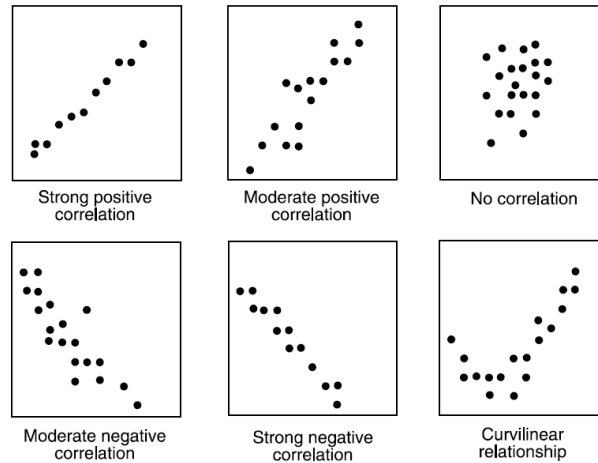 Strong positive
correlation
Moderate positive
correlation
No correlation
Moderate negative
correlation
Strong negative
correlation
Curvilinear
relationship